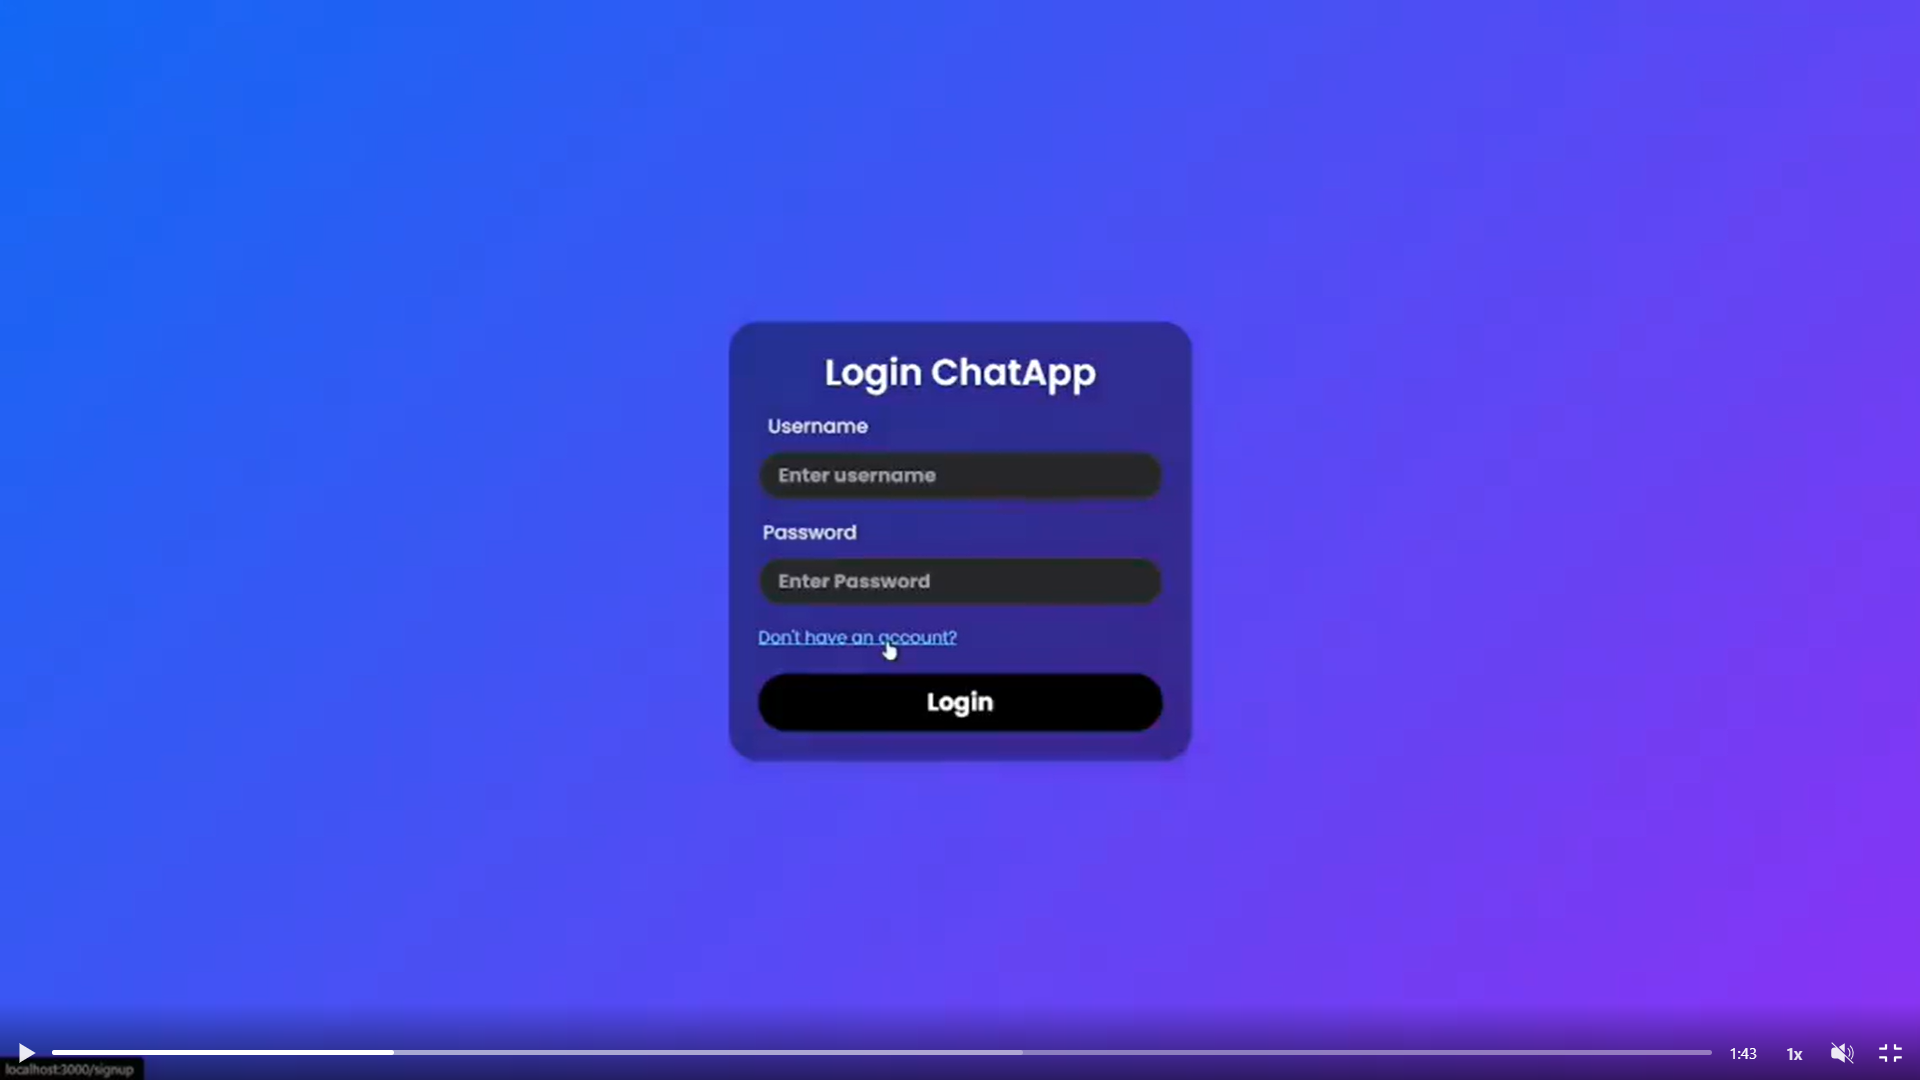 Login ChatApp
Username
Enter username
Password
Enter Password
Don't have an account?
Login
1:43
1x
localhost:3000/signup